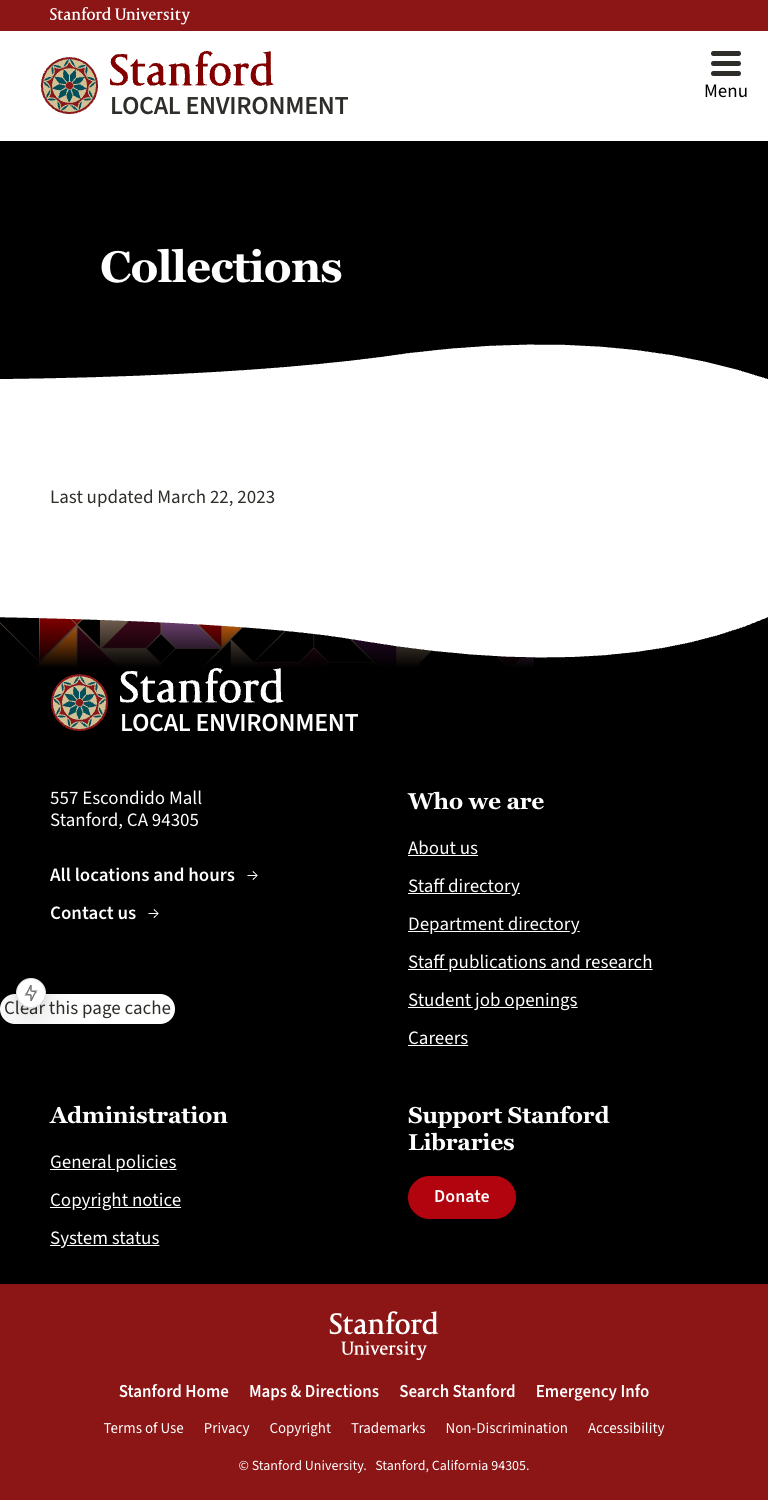 Stanford University
Stanford
LOCAL ENVIRONMENT
Menu
Collections
Last updated March 22, 2023
Stanford
LOCAL ENVIRONMENT
557 Escondido Mall
Stanford, CA 94305
All locations and hours →
Contact us →
Clear this page cache
Who we are
About us
Staff directory
Department directory
Staff publications and research
Student job openings
Careers
Administration
General policies
Copyright notice
System status
Support Stanford
Libraries
Donate
Stanford
University
Stanford Home Maps & Directions Search Stanford Emergency Info
Terms of Use Privacy Copyright Trademarks Non-Discrimination Accessibility
© Stanford University. Stanford, California 94305.